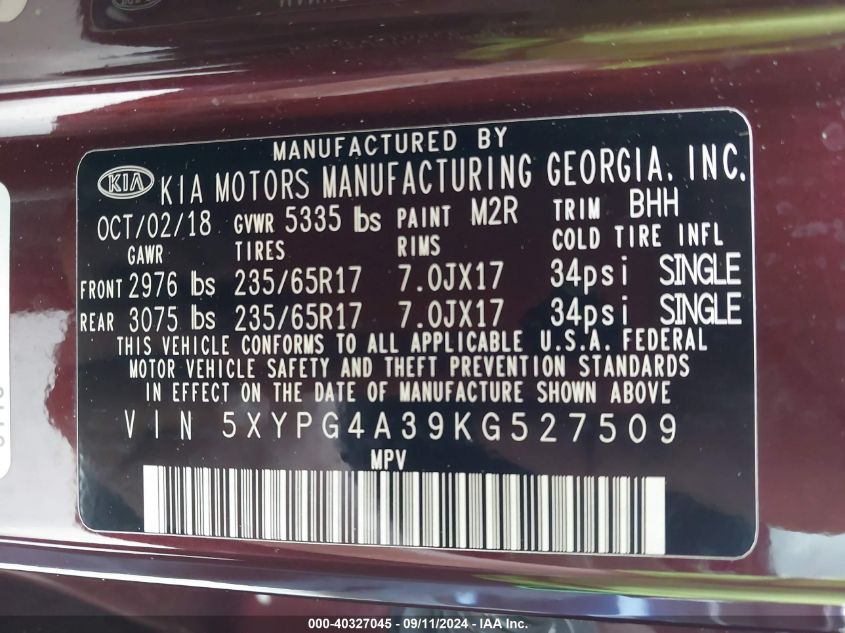 MANUFACTURED BY
KIA KIA MOTORS MANUFACTURING GEORGIA, INC.
OCT/02/18 GVWR 5335 lbs PAINT M2R TRIM BHH
GAWR TIRES RIMS COLD TIRE INFL
FRONT 2976 lbs 235/65R17 7.0JX17 34psi SINGLE
REAR 3075 lbs 235/65R17 7.0JX17 34psi SINGLE
THIS VEHICLE CONFORMS TO ALL APPLICABLE U.S.A. FEDERAL
MOTOR VEHICLE SAFETY AND THEFT PREVENTION STANDARDS
IN EFFECT ON THE DATE OF MANUFACTURE SHOWN ABOVE
VIN 5XYPG4A39KG527509
MPV
000-40327045 - 09/11/2024 - IAA Inc.